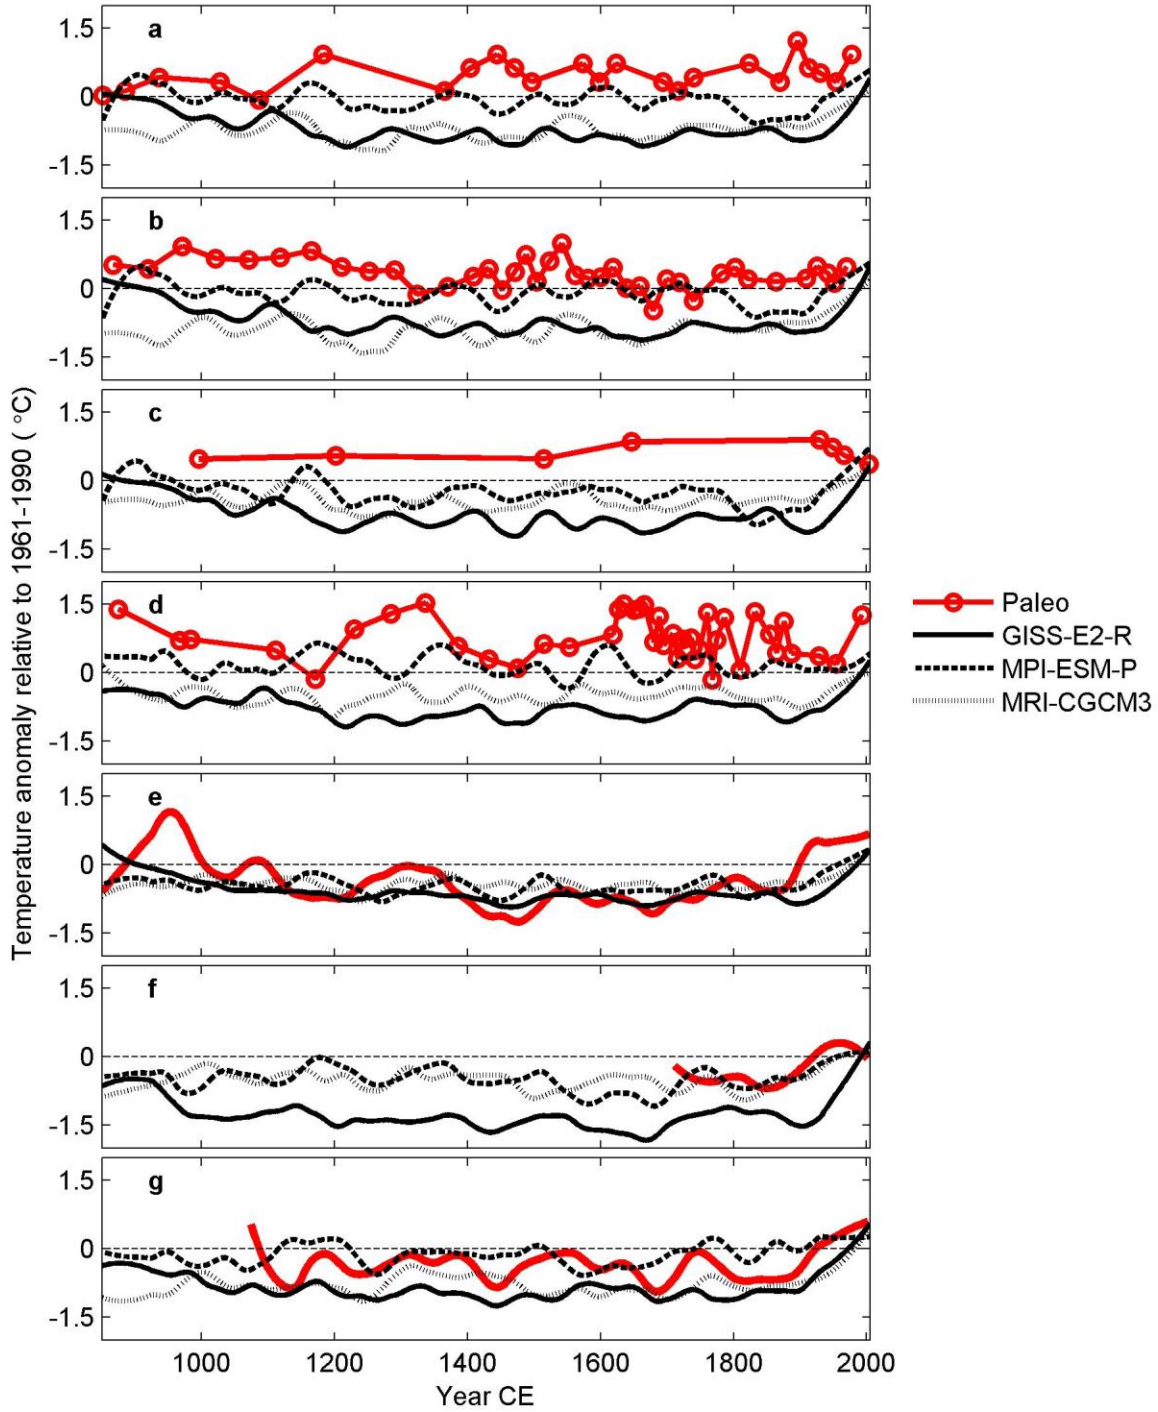 a
1.5
0
-1.5
b
1.5
0
-1.5
c
1.5
0
-1.5
d
1.5
0
-1.5
e
1.5
0
-1.5
f
1.5
0
-1.5
g
1.5
0
-1.5
1000 1200 1400 1600 1800 2000
Year CE
Temperature anomaly relative to 1961-1990 ( °C)
Paleo
GISS-E2-R
MPI-ESM-P
MRI-CGCM3